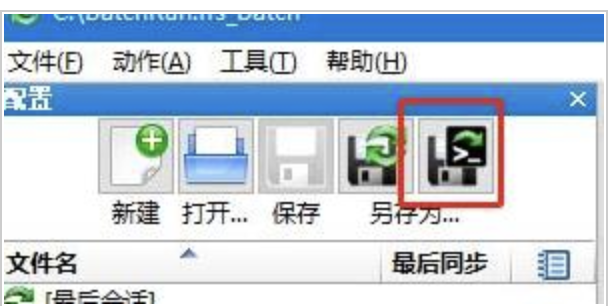 C:\BatchRun.ffs_batch
文件(F) 动作(A) 工具(T) 帮助(H)
配置
新建 打开... 保存 另存为...
文件名 最后同步
[最后会话]